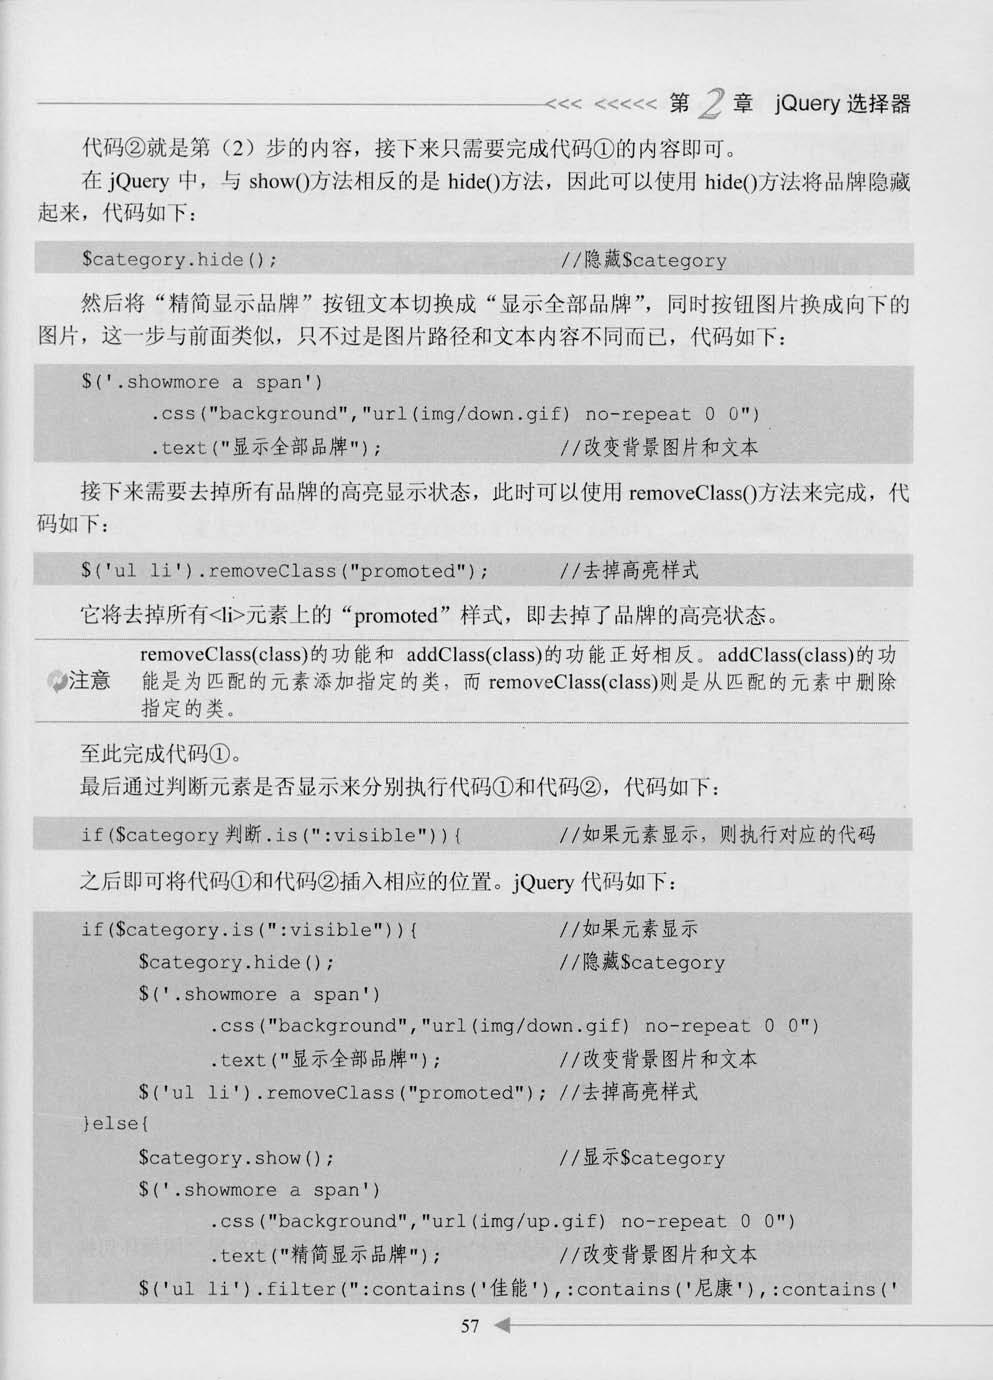 <<< <<<<< 第2章 jQuery 选择器
代码②就是第（2）步的内容，接下来只需要完成代码①的内容即可。
在 jQuery 中，与 show()方法相反的是 hide()方法，因此可以使用 hide()方法将品牌隐藏
起来，代码如下：
$category.hide(); //隐藏$category
然后将“精简显示品牌”按钮文本切换成“显示全部品牌”，同时按钮图片换成向下的
图片，这一步与前面类似，只不过是图片路径和文本内容不同而已，代码如下：
$('.showmore a span')
.css("background","url(img/down.gif) no-repeat 0 0")
.text("显示全部品牌"); //改变背景图片和文本
接下来需要去掉所有品牌的高亮显示状态，此时可以使用 removeClass()方法来完成，代
码如下：
$('ul li').removeClass("promoted"); //去掉高亮样式
它将去掉所有<li>元素上的“promoted”样式，即去掉了品牌的高亮状态。
removeClass(class)的功能和 addClass(class)的功能正好相反。addClass(class)的功
注意 能是为匹配的元素添加指定的类，而 removeClass(class)则是从匹配的元素中删除
指定的类。
至此完成代码①。
最后通过判断元素是否显示来分别执行代码①和代码②，代码如下：
if($category 判断.is(":visible")){ //如果元素显示，则执行对应的代码
之后即可将代码①和代码②插入相应的位置。jQuery 代码如下：
if($category.is(":visible")){ //如果元素显示
$category.hide(); //隐藏$category
$('.showmore a span')
.css("background","url(img/down.gif) no-repeat 0 0")
.text("显示全部品牌"); //改变背景图片和文本
$('ul li').removeClass("promoted"); //去掉高亮样式
}else{
$category.show(); //显示$category
$('.showmore a span')
.css("background","url(img/up.gif) no-repeat 0 0")
.text("精简显示品牌"); //改变背景图片和文本
$('ul li').filter(":contains('佳能'),:contains('尼康'),:contains('
57